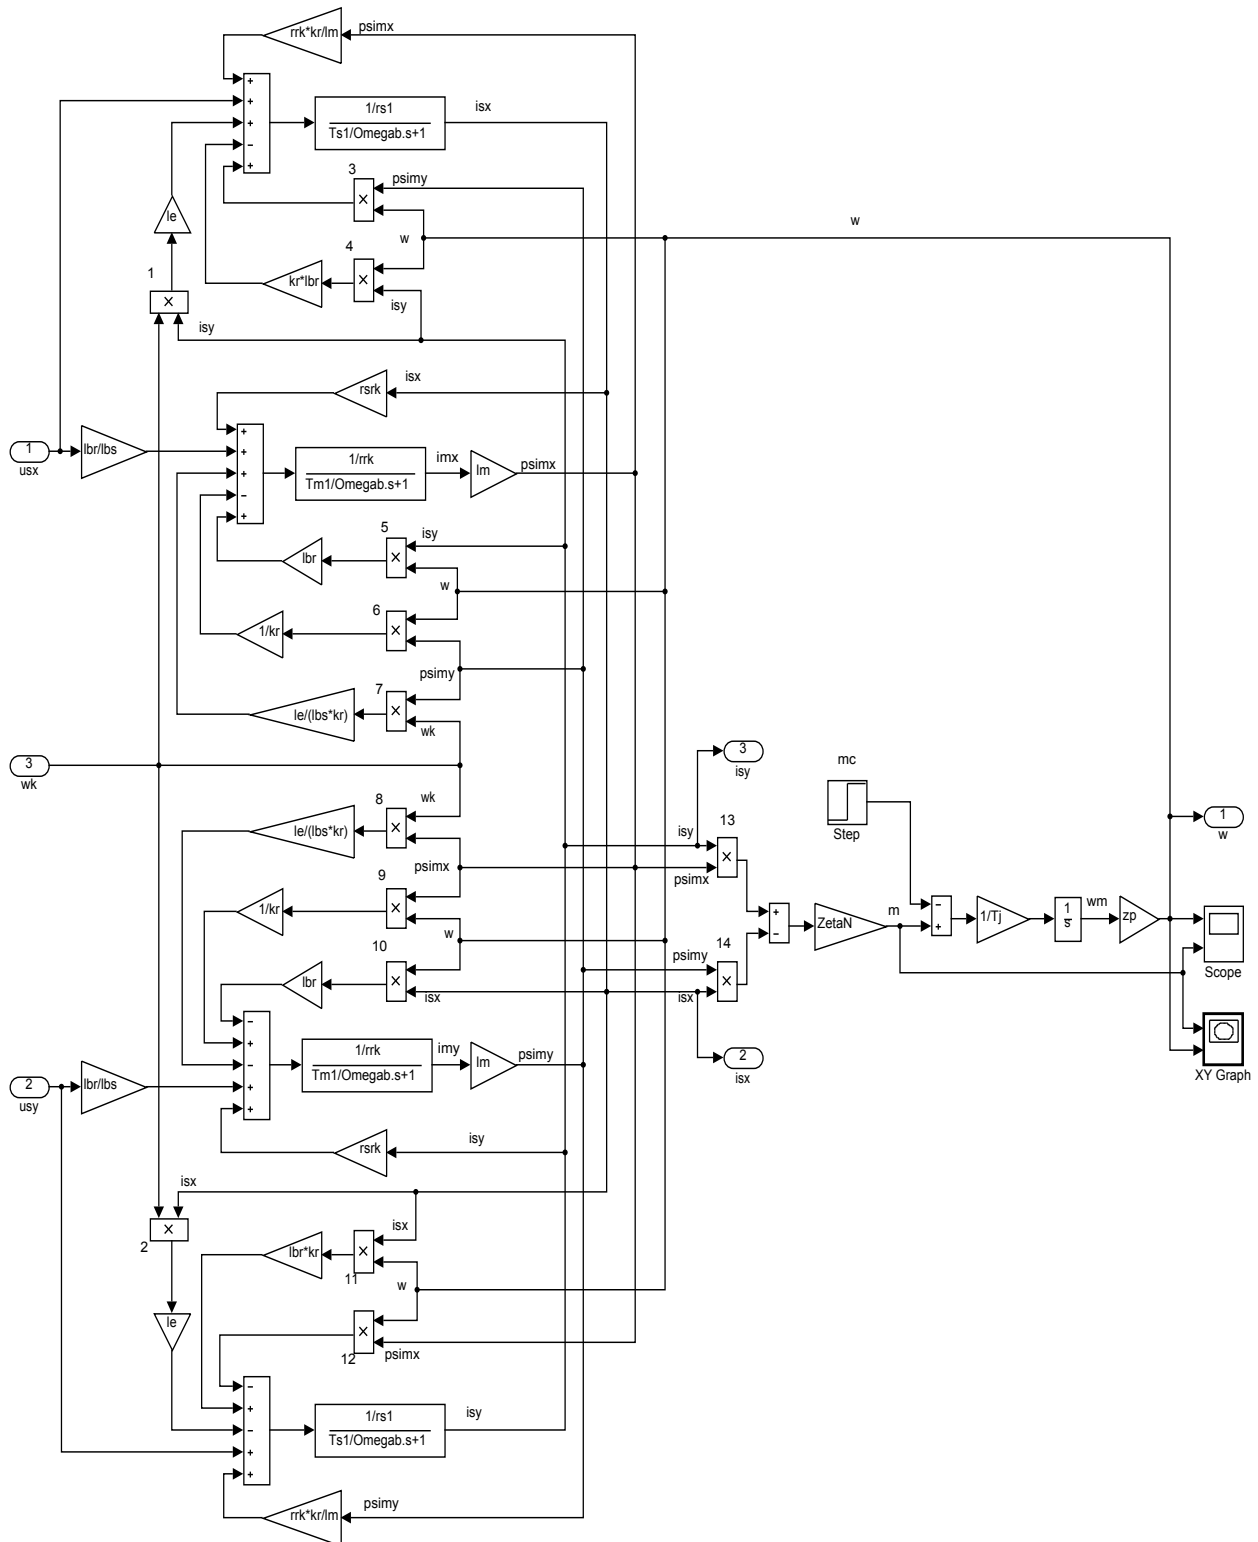 rrk*kr/lm
psimx
+
+
+
-
+
1/rs1
Ts1/Omegab.s+1
isx
3
psimy
×
w
w
4
le
kr*lbr
×
isy
1
×
isy
rsrk
isx
1
usx
lbr/lbs
+
+
+
-
+
1/rrk
Tm1/Omegab.s+1
imx
lm
psimx
5
isy
lbr
×
w
6
1/kr
×
psimy
7
le/(lbs*kr)
×
wk
3
wk
3
isy
mc
Step
8
wk
le/(lbs*kr)
×
psimx
isy
13
×
psimx
1
w
9
1/kr
×
w
+
-
ZetaN
m
-
+
1/Tj
1
s
wm
zp
Scope
10
lbr
×
isx
psimy
14
×
isx
-
+
-
+
+
1/rrk
Tm1/Omegab.s+1
imy
lm
psimy
2
isx
XY Graph
2
usy
lbr/lbs
rsrk
isy
isx
×
2
isx
lbr*kr
×
11
w
le
×
12
psimx
-
+
-
+
+
1/rs1
Ts1/Omegab.s+1
isy
rrk*kr/lm
psimy